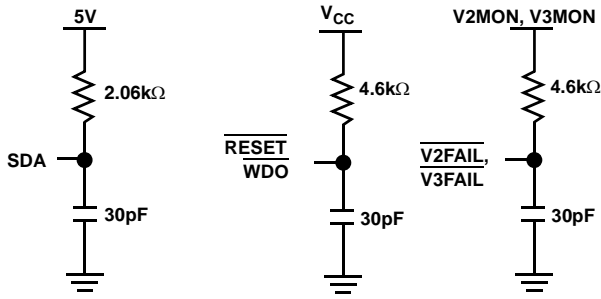 5V
2.06kΩ
SDA
30pF
VCC
4.6kΩ
RESET
WDO
30pF
V2MON, V3MON
4.6kΩ
V2FAIL,
V3FAIL
30pF